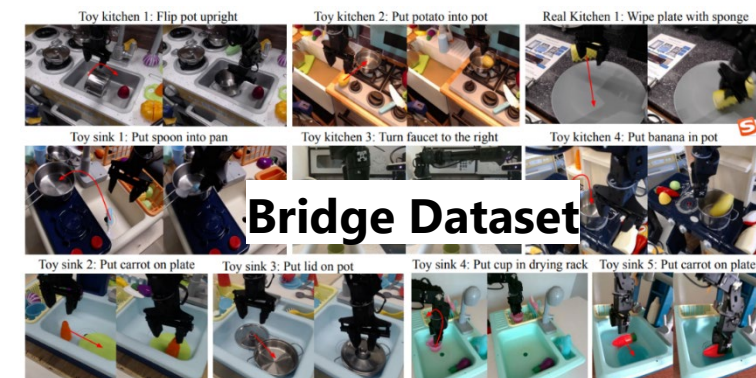 Toy kitchen 1: Flip pot upright
Toy kitchen 2: Put potato into pot
Real Kitchen 1: Wipe plate with sponge
Toy sink 1: Put spoon into pan
Toy kitchen 3: Turn faucet to the right
Toy kitchen 4: Put banana in pot
Bridge Dataset
Toy sink 2: Put carrot on plate
Toy sink 3: Put lid on pot
Toy sink 4: Put cup in drying rack
Toy sink 5: Put carrot on plate